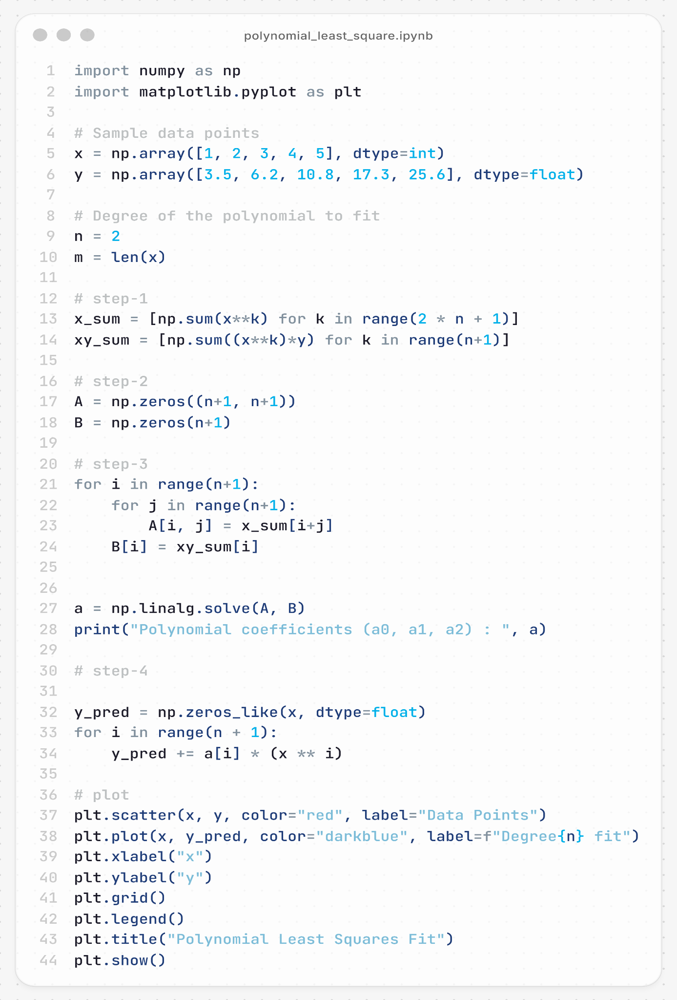 polynomial_least_square.ipynb
1 import numpy as np
2 import matplotlib.pyplot as plt
3
4 # Sample data points
5 x = np.array([1, 2, 3, 4, 5], dtype=int)
6 y = np.array([3.5, 6.2, 10.8, 17.3, 25.6], dtype=float)
7
8 # Degree of the polynomial to fit
9 n = 2
10 m = len(x)
11
12 # step-1
13 x_sum = [np.sum(x**k) for k in range(2 * n + 1)]
14 xy_sum = [np.sum((x**k)*y) for k in range(n+1)]
15
16 # step-2
17 A = np.zeros((n+1, n+1))
18 B = np.zeros(n+1)
19
20 # step-3
21 for i in range(n+1):
22     for j in range(n+1):
23         A[i, j] = x_sum[i+j]
24     B[i] = xy_sum[i]
25
26
27 a = np.linalg.solve(A, B)
28 print("Polynomial coefficients (a0, a1, a2) : ", a)
29
30 # step-4
31
32 y_pred = np.zeros_like(x, dtype=float)
33 for i in range(n + 1):
34     y_pred += a[i] * (x ** i)
35
36 # plot
37 plt.scatter(x, y, color="red", label="Data Points")
38 plt.plot(x, y_pred, color="darkblue", label=f"Degree{n} fit")
39 plt.xlabel("x")
40 plt.ylabel("y")
41 plt.grid()
42 plt.legend()
43 plt.title("Polynomial Least Squares Fit")
44 plt.show()